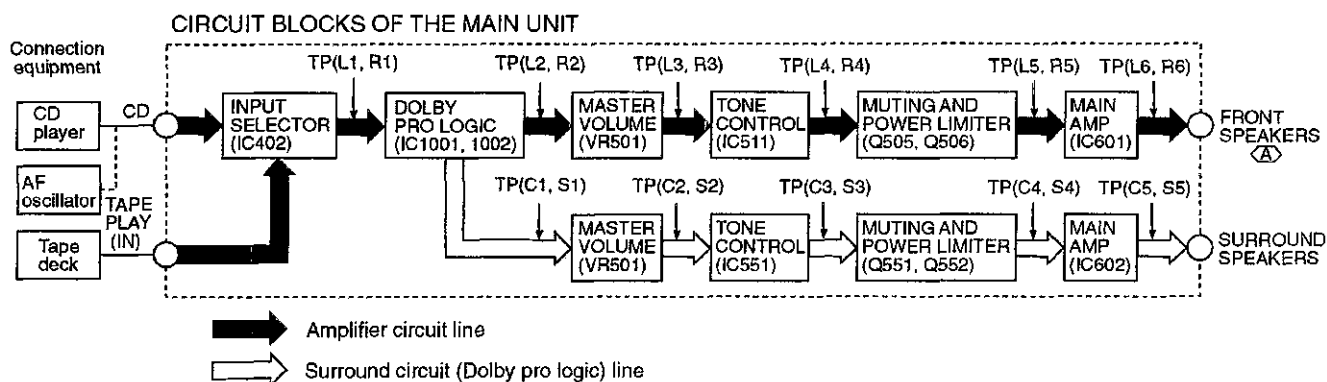 CIRCUIT BLOCKS OF THE MAIN UNIT
Connection
equipment
CD
player
CD
AF
oscillator
TAPE
PLAY
(IN)
Tape
deck
INPUT
SELECTOR
(IC402)
TP(L1, R1)
DOLBY
PRO LOGIC
(IC1001, 1002)
TP(L2, R2)
MASTER
VOLUME
(VR501)
TP(L3, R3)
TONE
CONTROL
(IC511)
TP(L4, R4)
MUTING AND
POWER LIMITER
(Q505, Q506)
TP(L5, R5)
MAIN
AMP
(IC601)
TP(L6, R6)
FRONT
SPEAKERS
A
TP(C1, S1)
MASTER
VOLUME
(VR501)
TP(C2, S2)
TONE
CONTROL
(IC551)
TP(C3, S3)
MUTING AND
POWER LIMITER
(Q551, Q552)
TP(C4, S4)
MAIN
AMP
(IC602)
TP(C5, S5)
SURROUND
SPEAKERS
Amplifier circuit line
Surround circuit (Dolby pro logic) line